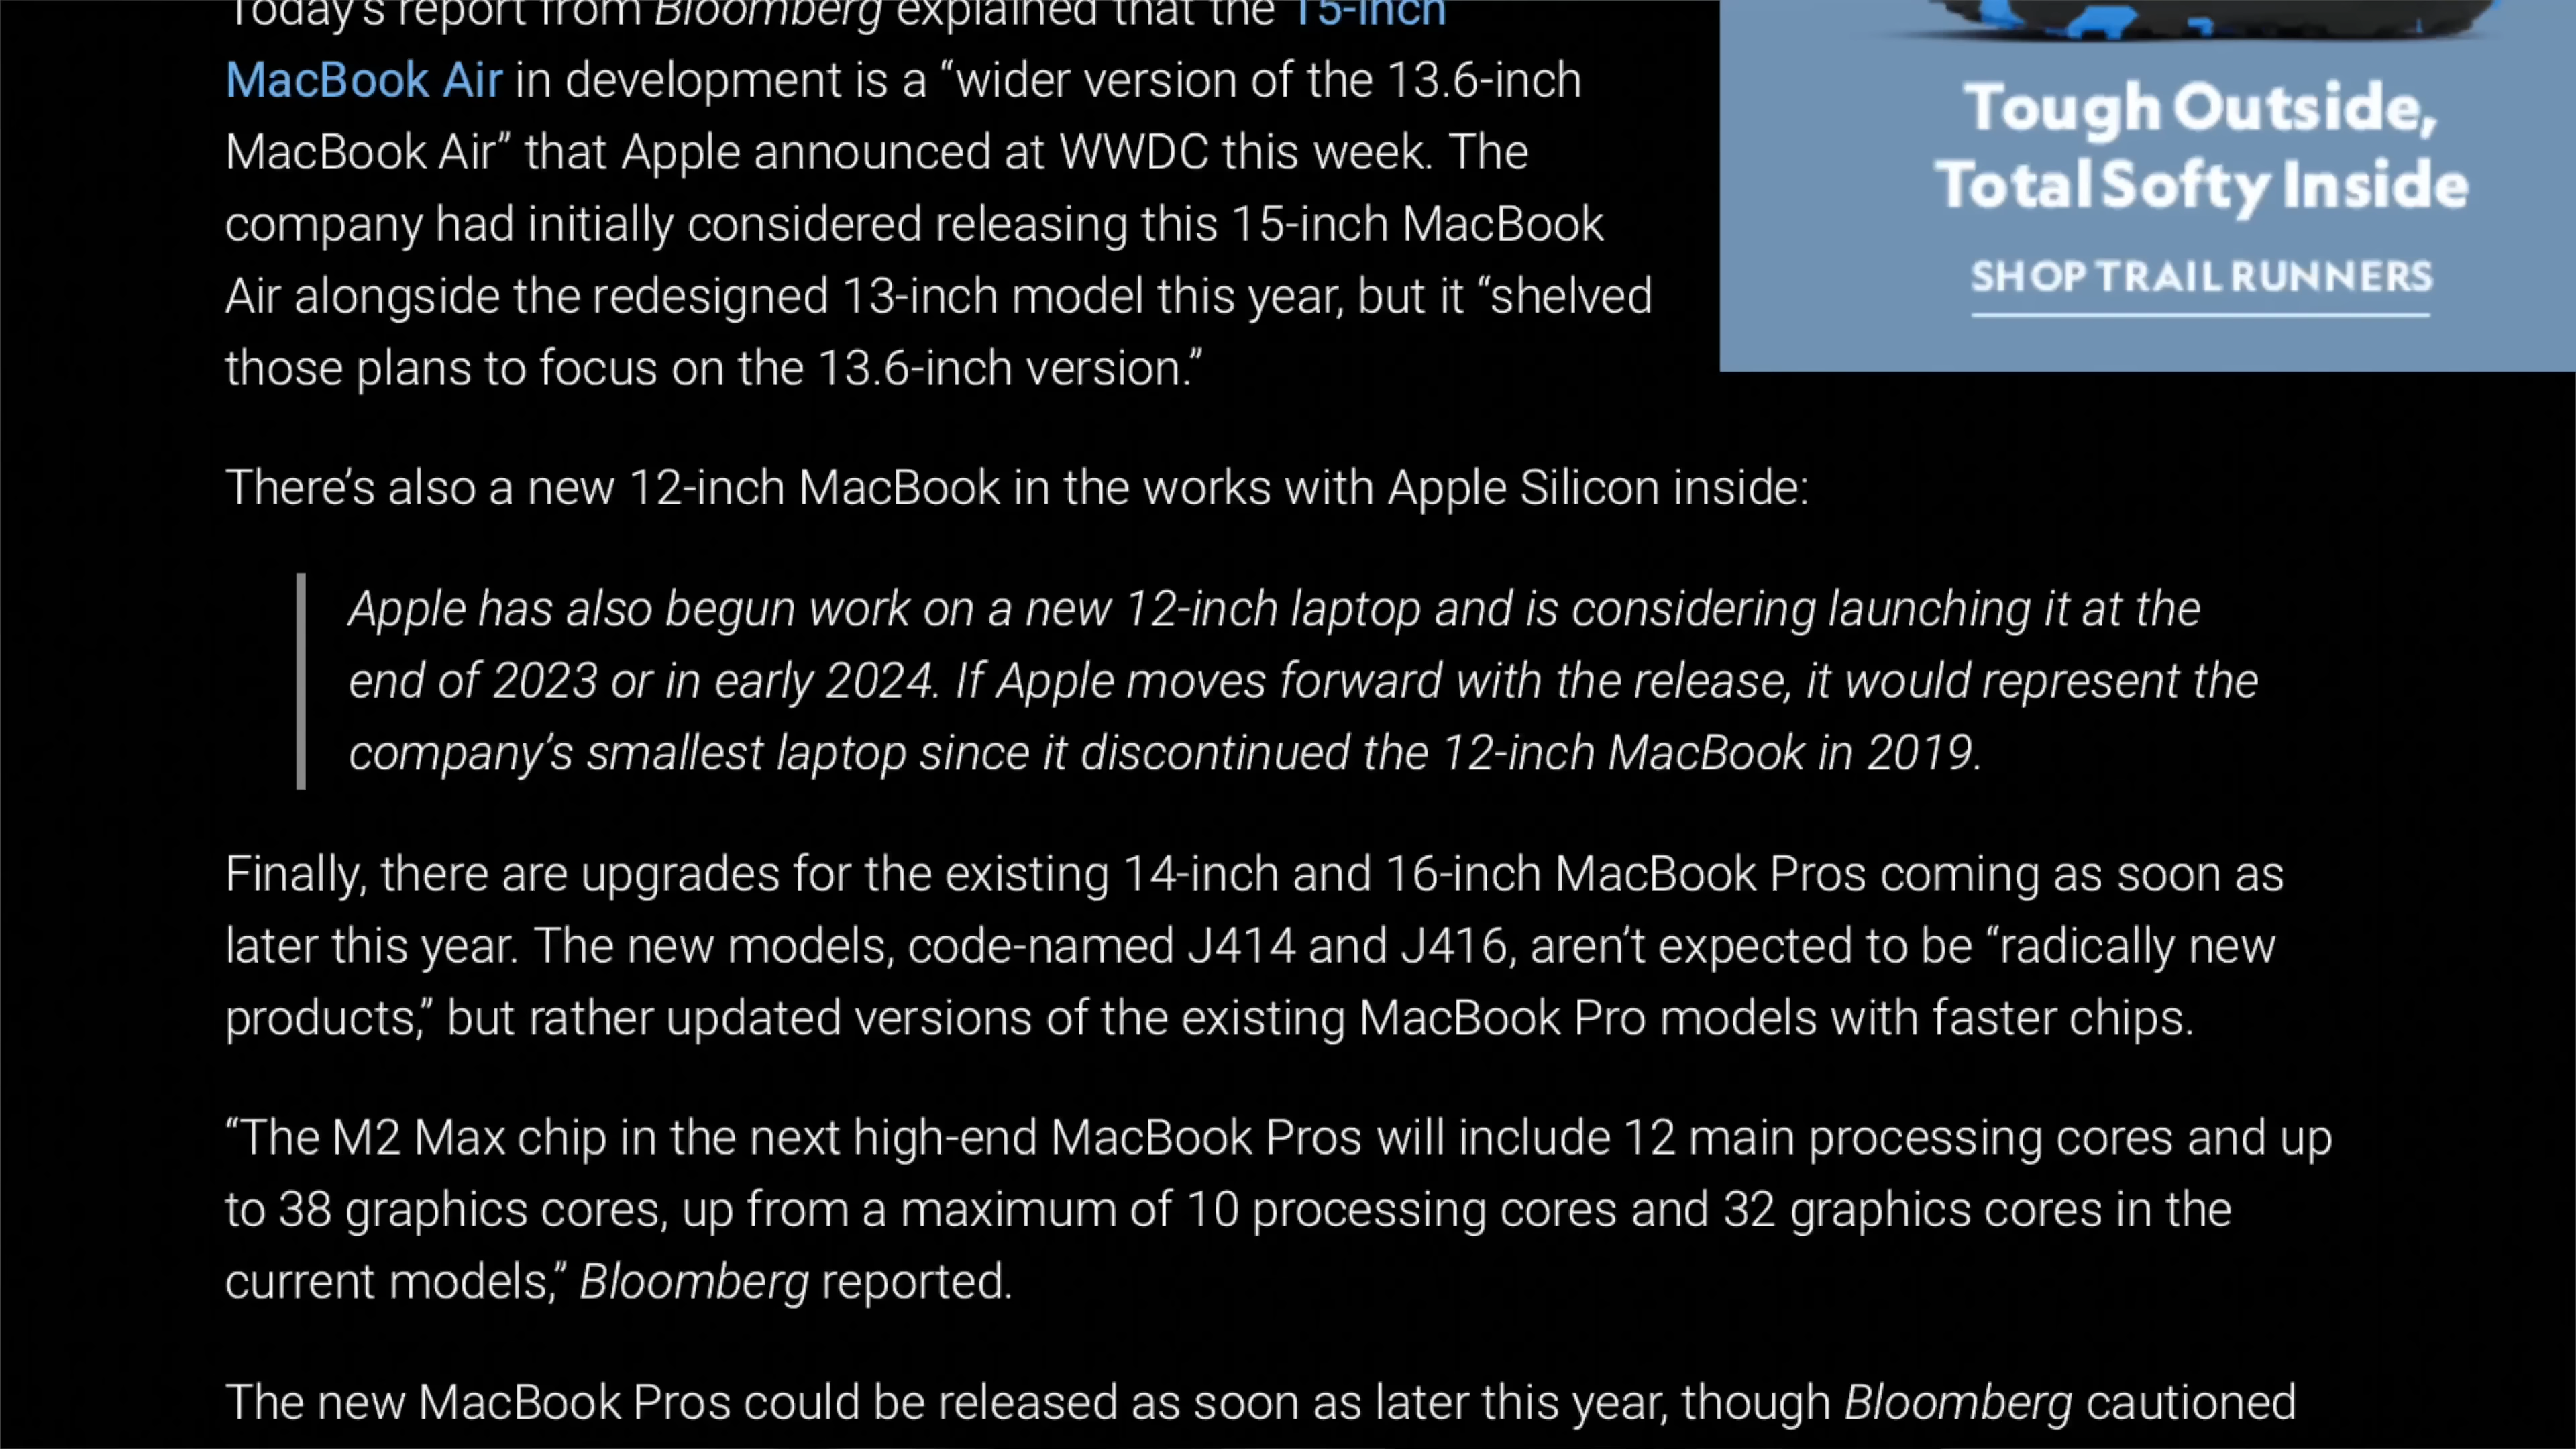 Today's report from Bloomberg explained that the 15-inch
MacBook Air in development is a “wider version of the 13.6-inch
MacBook Air” that Apple announced at WWDC this week. The
company had initially considered releasing this 15-inch MacBook
Air alongside the redesigned 13-inch model this year, but it “shelved
those plans to focus on the 13.6-inch version.”
Tough Outside,
Total Softy Inside
SHOP TRAIL RUNNERS
There’s also a new 12-inch MacBook in the works with Apple Silicon inside:
Apple has also begun work on a new 12-inch laptop and is considering launching it at the
end of 2023 or in early 2024. If Apple moves forward with the release, it would represent the
company’s smallest laptop since it discontinued the 12-inch MacBook in 2019.
Finally, there are upgrades for the existing 14-inch and 16-inch MacBook Pros coming as soon as
later this year. The new models, code-named J414 and J416, aren’t expected to be “radically new
products,” but rather updated versions of the existing MacBook Pro models with faster chips.
“The M2 Max chip in the next high-end MacBook Pros will include 12 main processing cores and up
to 38 graphics cores, up from a maximum of 10 processing cores and 32 graphics cores in the
current models,” Bloomberg reported.
The new MacBook Pros could be released as soon as later this year, though Bloomberg cautioned